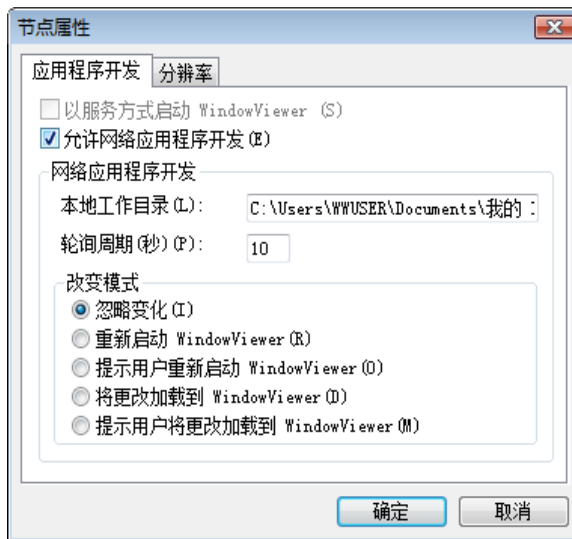 节点属性
应用程序开发 分辨率
以服务方式启动 WindowViewer (S)
允许网络应用程序开发(E)
网络应用程序开发
本地工作目录(L): C:\Users\WWUSER\Documents\我的
轮询周期(秒)(P): 10
改变模式
忽略变化(I)
重新启动 WindowViewer(R)
提示用户重新启动 WindowViewer(O)
将更改加载到 WindowViewer(D)
提示用户将更改加载到 WindowViewer(M)
确定 取消